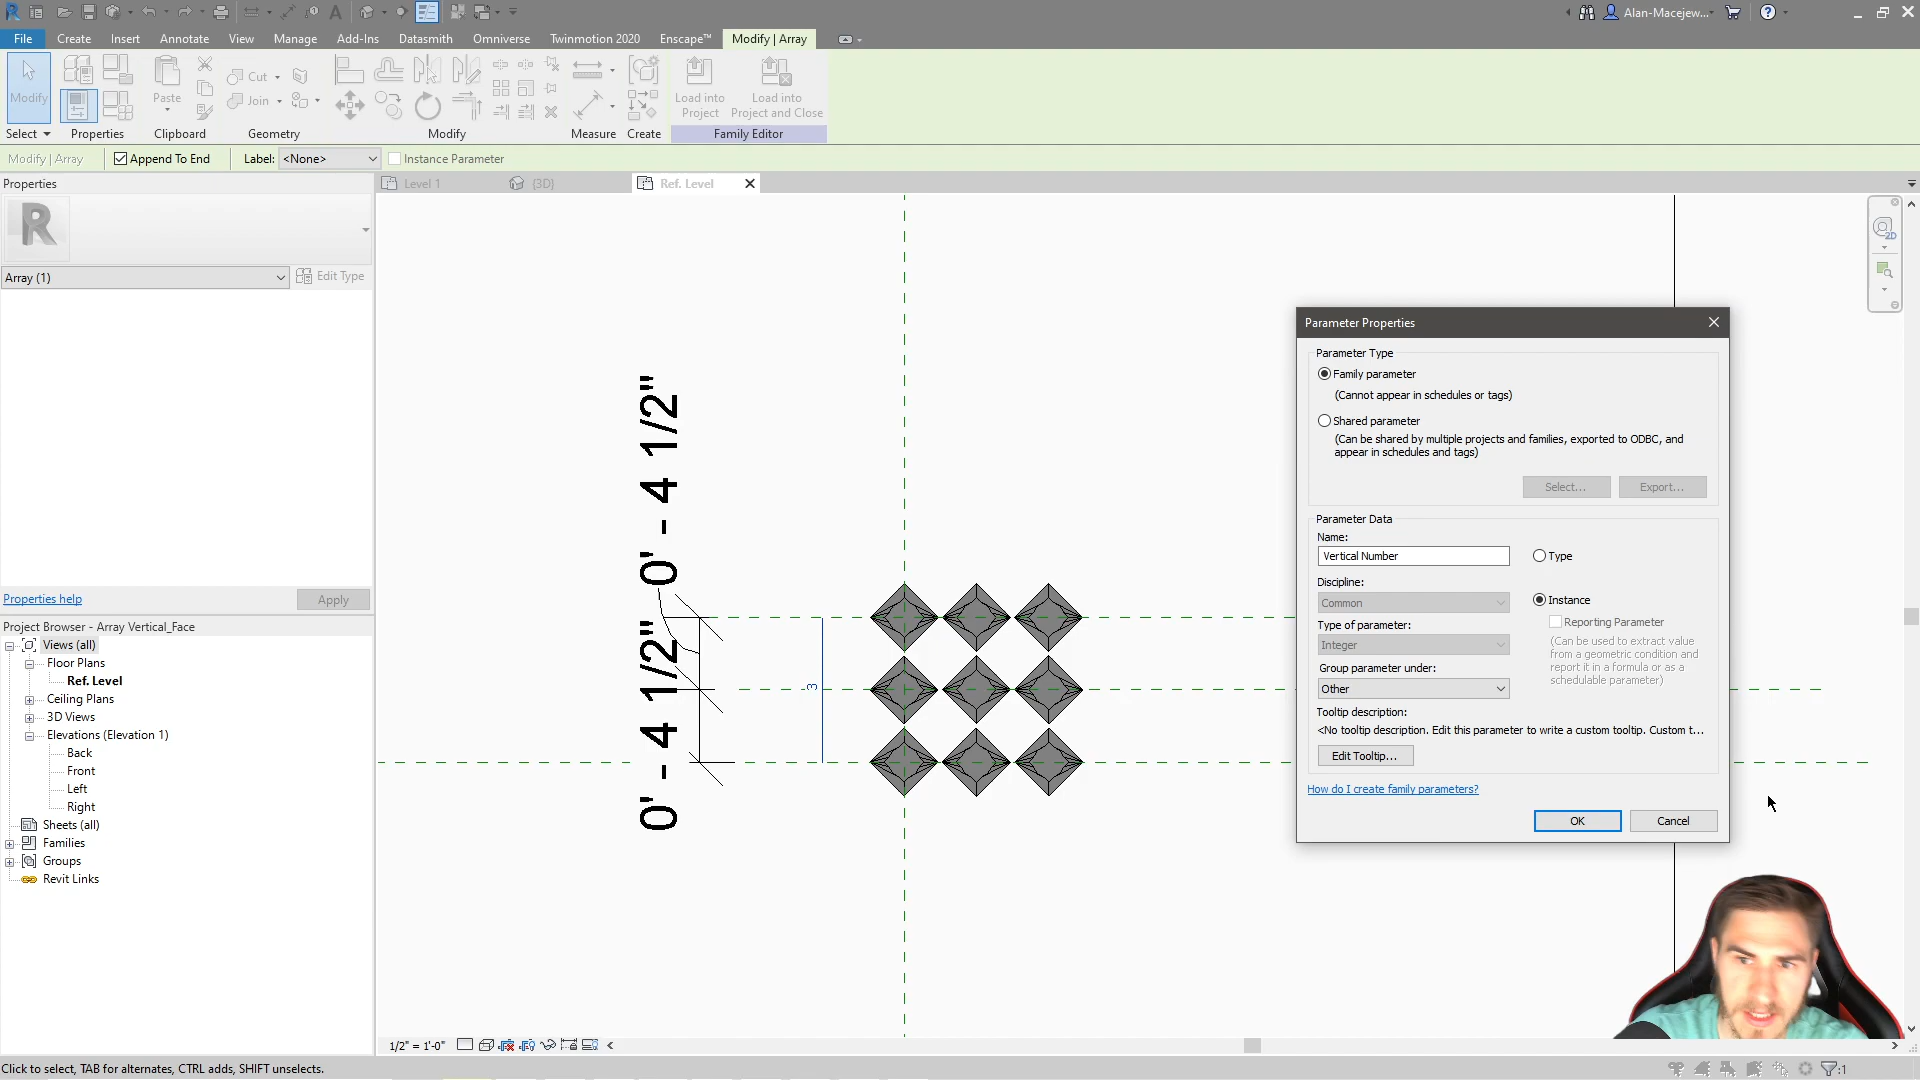 Alan-Macejew...
File Create Insert Annotate View Manage Add-Ins Datasmith Omniverse Twinmotion 2020 Enscape™ Modify | Array
Modify Paste Cut Join Load into Project Load into Project and Close
Select Properties Clipboard Geometry Modify Measure Create Family Editor
Modify | Array Append To End Label: <None> Instance Parameter
Properties
Level 1 {3D} Ref. Level
R
Array (1) Edit Type
Properties help Apply
Project Browser - Array Vertical_Face
Views (all)
Floor Plans
Ref. Level
Ceiling Plans
3D Views
Elevations (Elevation 1)
Back
Front
Left
Right
Sheets (all)
Families
Groups
Revit Links
0' - 4 1/2"
0' - 4 1/2"
3
2D
Parameter Properties
Parameter Type
Family parameter
(Cannot appear in schedules or tags)
Shared parameter
(Can be shared by multiple projects and families, exported to ODBC, and
appear in schedules and tags)
Select... Export...
Parameter Data
Name:
Vertical Number Type
Discipline:
Common Instance
Type of parameter: Reporting Parameter
Integer
(Can be used to extract value
from a geometric condition and
report it in a formula or as a
schedulable parameter)
Group parameter under:
Other
Tooltip description:
<No tooltip description. Edit this parameter to write a custom tooltip. Custom t...
Edit Tooltip...
How do I create family parameters?
OK Cancel
1/2" = 1'-0"
Click to select, TAB for alternates, CTRL adds, SHIFT unselects.
:1